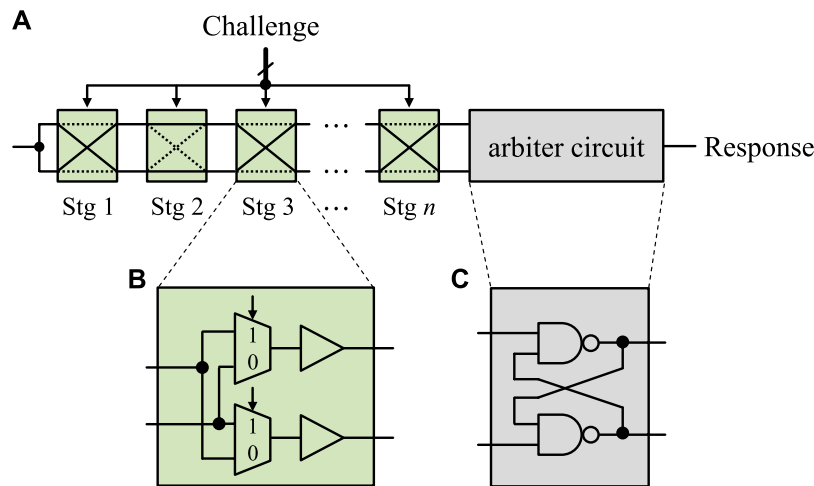 A
Challenge
... 
arbiter circuit
Response
...
Stg 1 Stg 2 Stg 3 ... Stg n
B
1
0
1
0
C